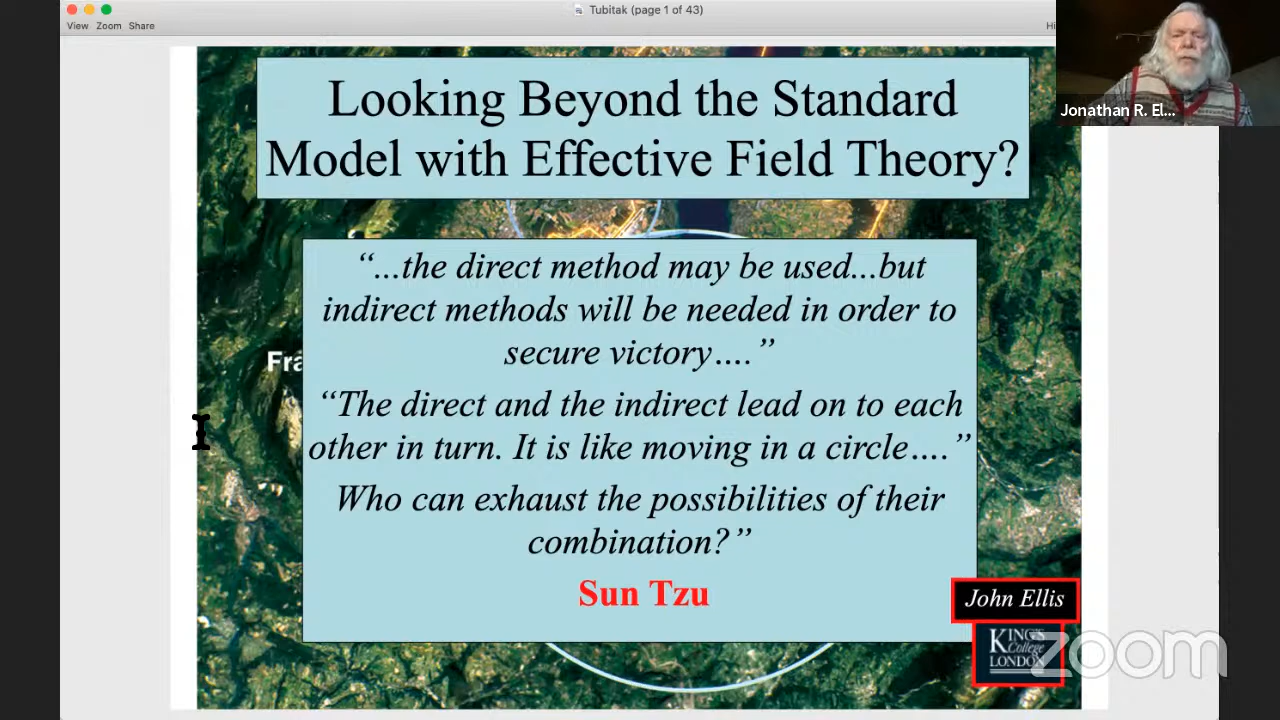 Tubitak (page 1 of 43)
View Zoom Share
Hi
Jonathan R. El...
Looking Beyond the Standard
Model with Effective Field Theory?
“...the direct method may be used...but
indirect methods will be needed in order to
secure victory….”
“The direct and the indirect lead on to each
other in turn. It is like moving in a circle….”
Who can exhaust the possibilities of their
combination?”
Sun Tzu
Fra
John Ellis
KING'S
College
LONDON
zoom